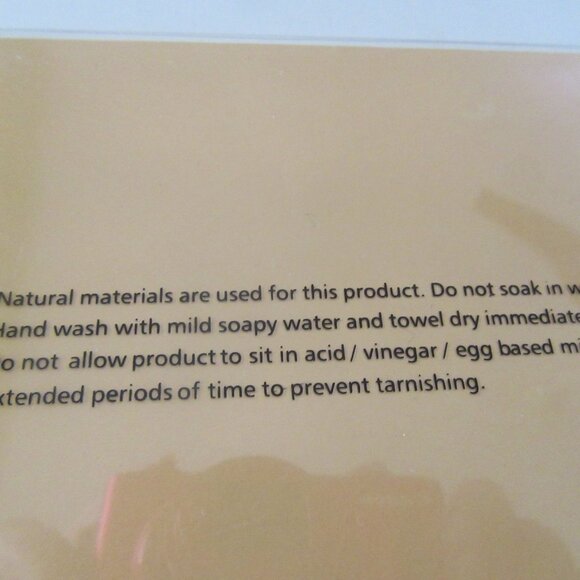 Natural materials are used for this product. Do not soak in w
Hand wash with mild soapy water and towel dry immediate
o not allow product to sit in acid / vinegar / egg based mi
xtended periods of time to prevent tarnishing.